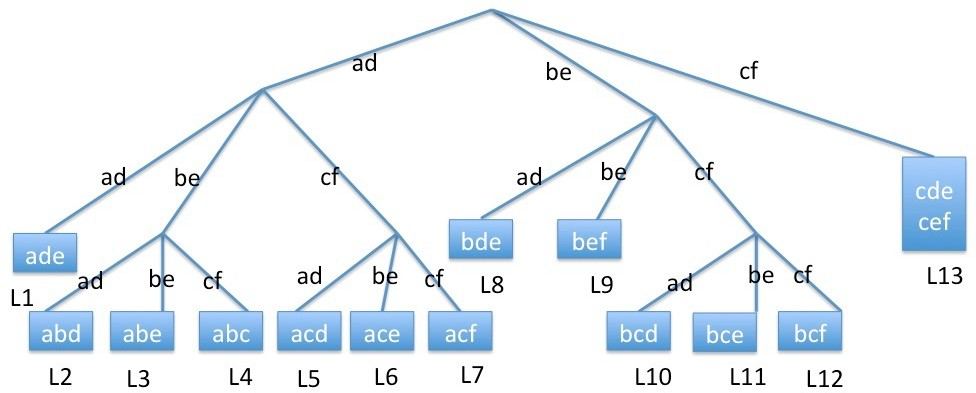 ad
be
cf
ad
be
cf
ad
be
cf
cde
cef
ade
bde
bef
L1
ad
be
cf
ad
be
cf
L8
L9
ad
be
cf
L13
abd
abe
abc
acd
ace
acf
bcd
bce
bcf
L2
L3
L4
L5
L6
L7
L10
L11
L12